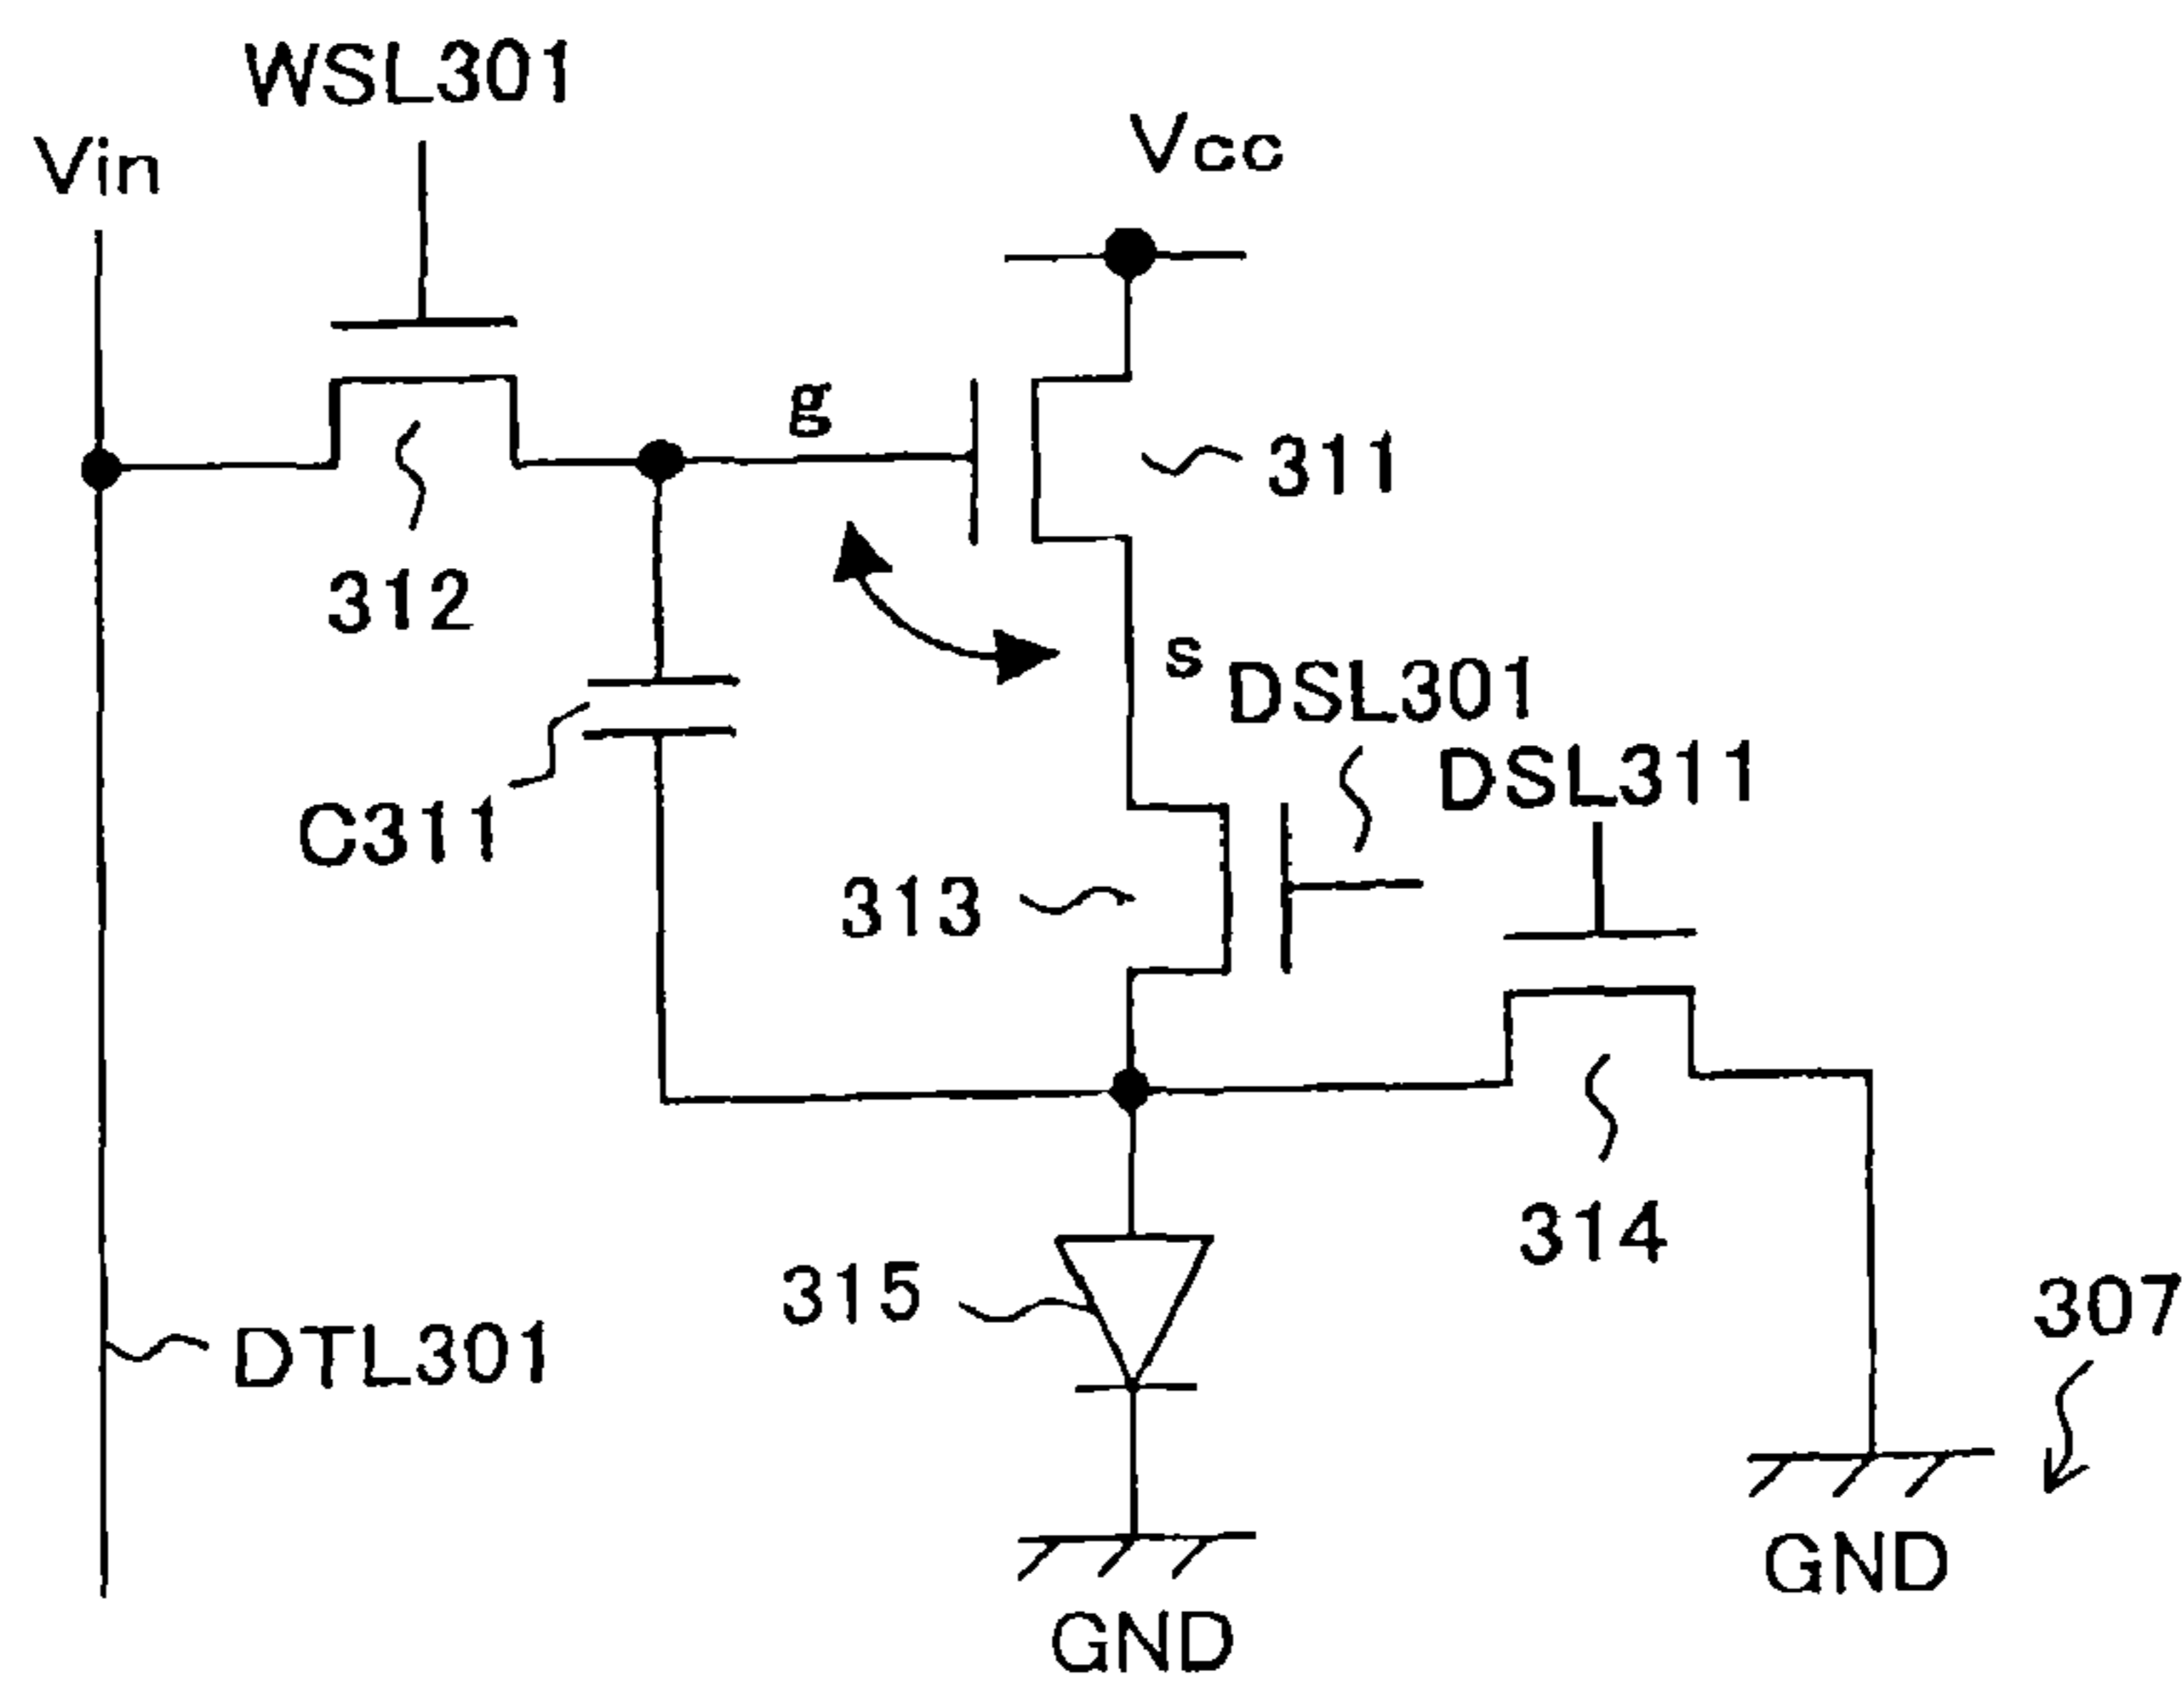 WSL301
Vin
Vcc
g
311
312
s
DSL301
DSL311
C311
313
314
315
307
DTL301
GND
GND